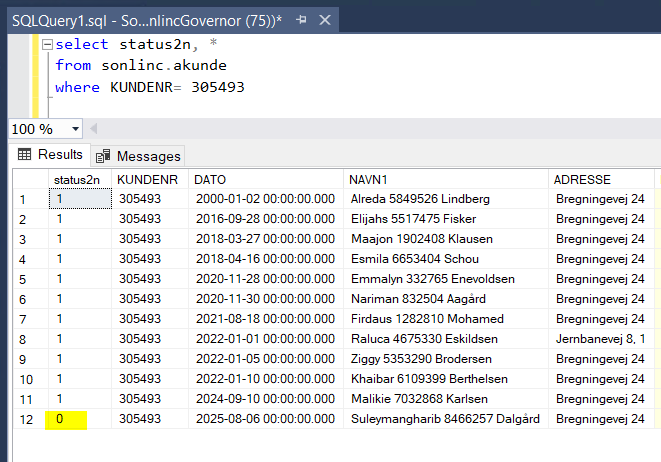 SQLQuery1.sql - So...nlincGovernor (75))*
select status2n, *
from sonlinc.akunde
where KUNDENR= 305493
100 %
Results Messages
status2n KUNDENR DATO NAVN1 ADRESSE
1 1 305493 2000-01-02 00:00:00.000 Alreda 5849526 Lindberg Bregningevej 24
2 1 305493 2016-09-28 00:00:00.000 Elijahs 5517475 Fisker Bregningevej 24
3 1 305493 2018-03-27 00:00:00.000 Maajon 1902408 Klausen Bregningevej 24
4 1 305493 2018-04-16 00:00:00.000 Esmila 6653404 Schou Bregningevej 24
5 1 305493 2020-11-28 00:00:00.000 Emmalyn 332765 Enevoldsen Bregningevej 24
6 1 305493 2020-11-30 00:00:00.000 Nariman 832504 Aagård Bregningevej 24
7 1 305493 2021-08-18 00:00:00.000 Firdaus 1282810 Mohamed Bregningevej 24
8 1 305493 2022-01-01 00:00:00.000 Raluca 4675330 Eskildsen Jernbanevej 8, 1
9 1 305493 2022-01-05 00:00:00.000 Ziggy 5353290 Brodersen Bregningevej 24
10 1 305493 2022-01-10 00:00:00.000 Khaibar 6109399 Berthelsen Bregningevej 24
11 1 305493 2024-09-10 00:00:00.000 Malikie 7032868 Karlsen Bregningevej 24
12 0 305493 2025-08-06 00:00:00.000 Suleymangharib 8466257 Dalgård Bregningevej 24